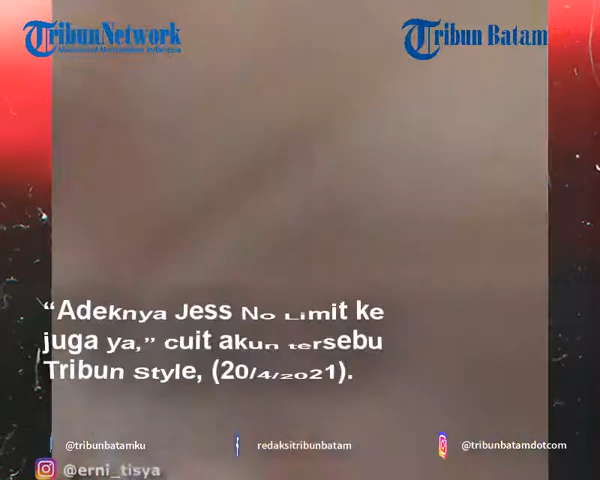 TribunNetwork
Tribun Batam
“Adeknya Jess No Limit ke
juga ya,” cuit akun tersebu
Tribun Style, (20/4/2021).
@tribunbatamku
redaksitribunbatam
@tribunbatamdotcom
@erni_tisya